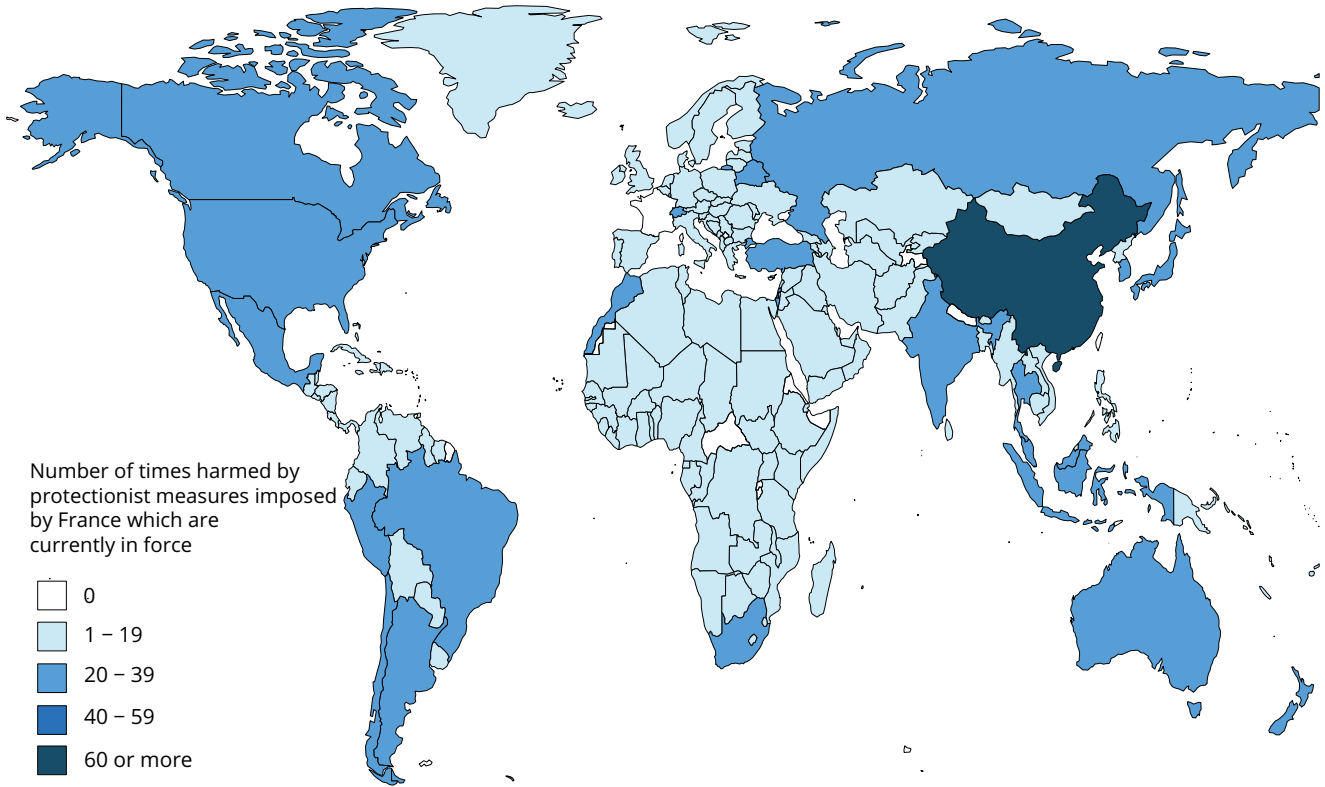 Number of times harmed by
protectionist measures imposed
by France which are
currently in force
0
1 – 19
20 – 39
40 – 59
60 or more